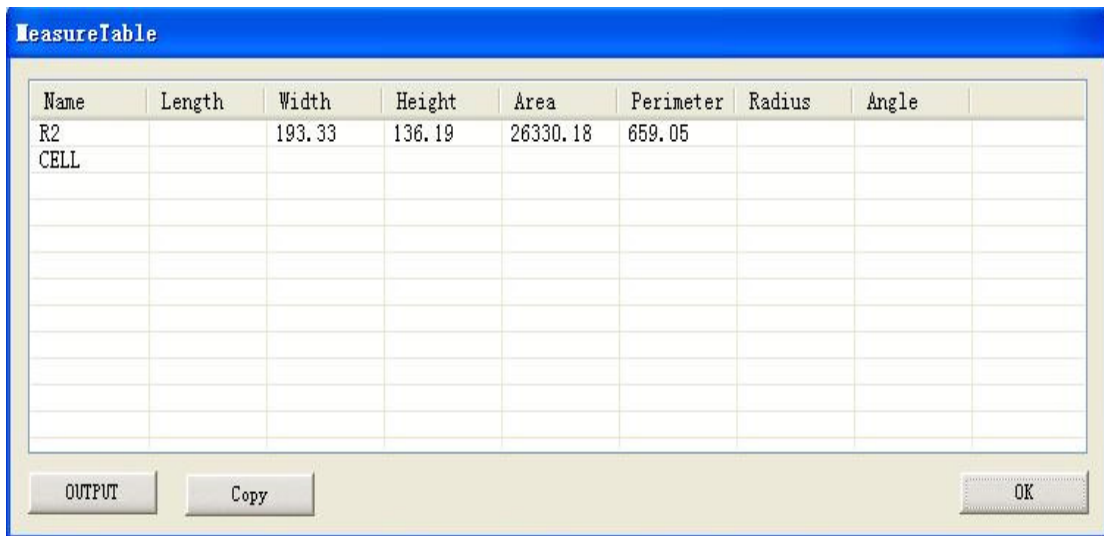 MeasureTable
Name Length Width Height Area Perimeter Radius Angle
R2 193.33 136.19 26330.18 659.05
CELL
OUTPUT Copy OK